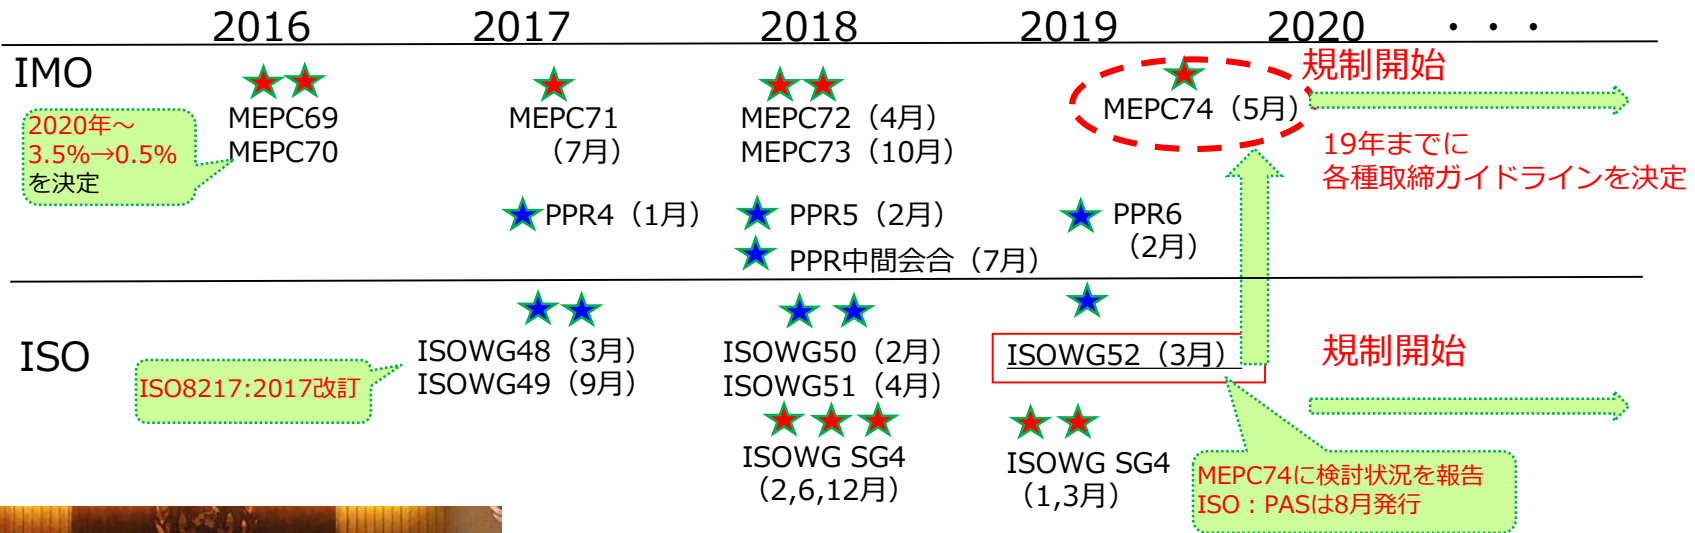 2016
2017
2018
2019
2020
・・・
IMO
2020年～
3.5%→0.5%
を決定
MEPC69
MEPC70
MEPC71
（7月）
MEPC72（4月）
MEPC73（10月）
MEPC74（5月）
規制開始
19年までに
各種取締ガイドラインを決定
PPR4（1月）
PPR5（2月）
PPR中間会合（7月）
PPR6
（2月）
ISO
ISO8217:2017改訂
ISOWG48（3月）
ISOWG49（9月）
ISOWG50（2月）
ISOWG51（4月）
ISOWG SG4
（2,6,12月）
ISOWG52（3月）
ISOWG SG4
（1,3月）
規制開始
MEPC74に検討状況を報告
ISO：PASは8月発行